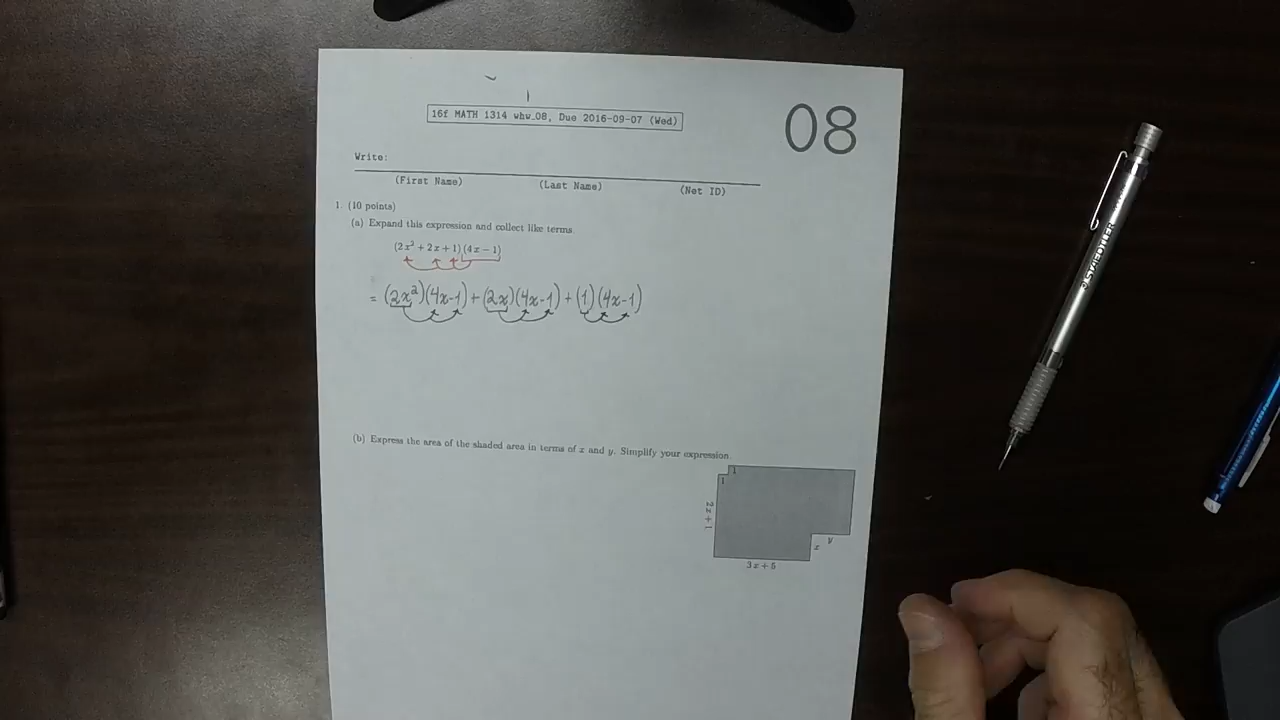 08
16f MATH 1314 whw_08, Due 2016-09-07 (Wed)
Write:
(First Name) (Last Name) (Net ID)
1. (10 points)
(a) Expand this expression and collect like terms.
(2x² + 2x + 1)(4x − 1)
= (2x²)(4x-1) + (2x)(4x-1) + (1)(4x-1)
(b) Express the area of the shaded area in terms of x and y. Simplify your expression.
1
1
2x + 1
y
x
3x + 5
STAEDTLER